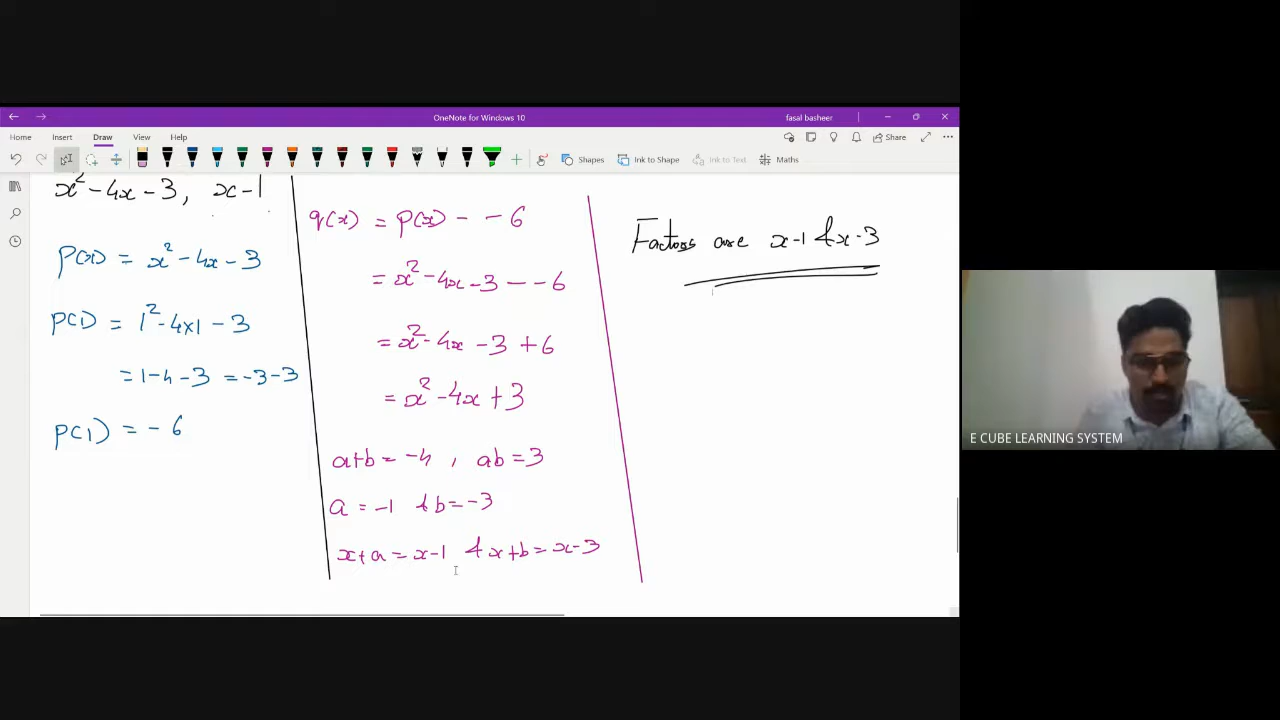 OneNote for Windows 10
fasal basheer
Home Insert Draw View Help
Shapes
Ink to Shape
Ink to Text
Maths
Share
x² - 4x - 3, x-1
p(x) = x² - 4x - 3
p(1) = 1² - 4x1 - 3
= 1 - 4 - 3 = -3-3
p(1) = - 6
q(x) = p(x) - - 6
= x² - 4x - 3 - - 6
= x² - 4x - 3 + 6
= x² - 4x + 3
a+b = -4 , ab = 3
a = -1 & b = -3
x+a = x-1 & x+b = x-3
Factors are x-1 & x-3
E CUBE LEARNING SYSTEM